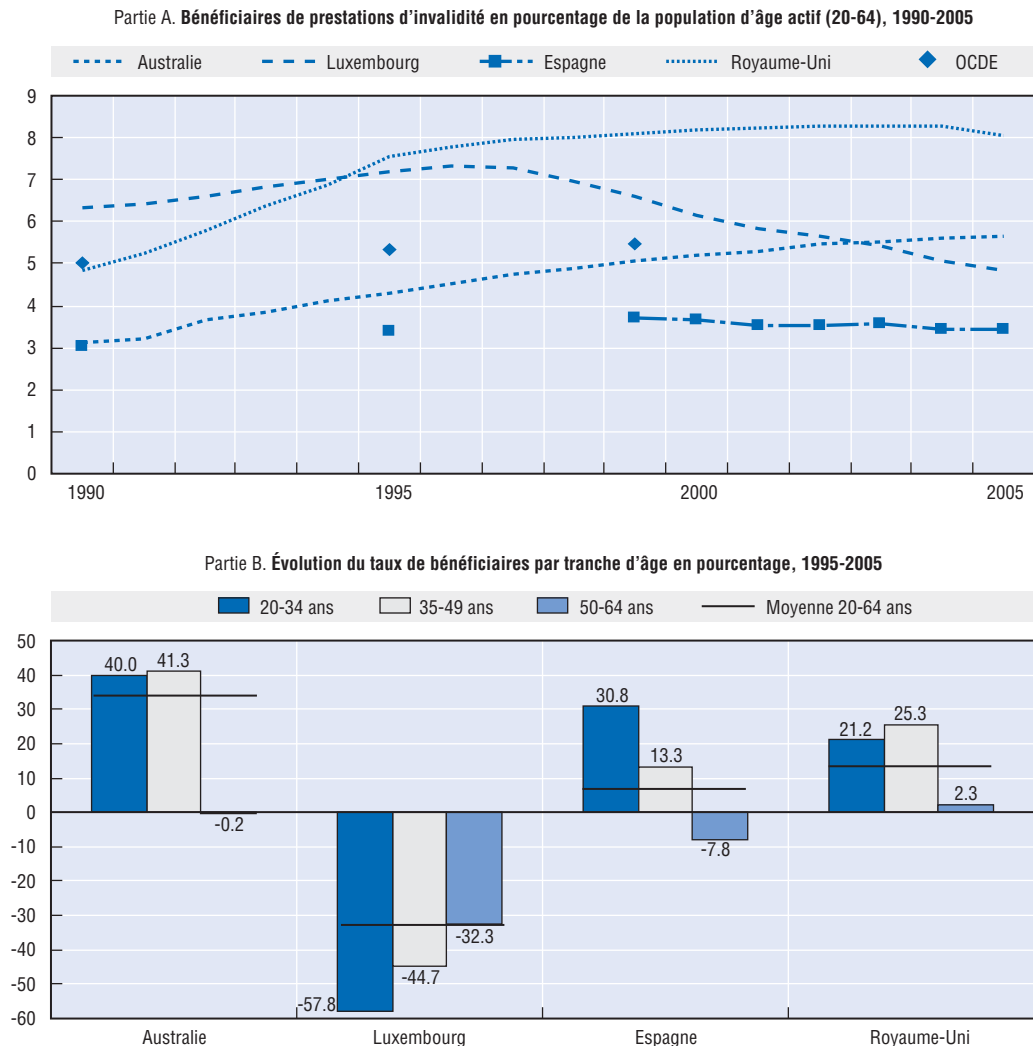 Partie A. Bénéficiaires de prestations d'invalidité en pourcentage de la population d'âge actif (20-64), 1990-2005
Australie Luxembourg Espagne Royaume-Uni OCDE
9
8
7
6
5
4
3
2
1
0
1990 1995 2000 2005
Partie B. Évolution du taux de bénéficiaires par tranche d'âge en pourcentage, 1995-2005
20-34 ans 35-49 ans 50-64 ans Moyenne 20-64 ans
50
40
30
20
10
0
-10
-20
-30
-40
-50
-60
40.0 41.3 -0.2
-57.8 -44.7 -32.3
30.8 13.3 -7.8
21.2 25.3 2.3
Australie Luxembourg Espagne Royaume-Uni